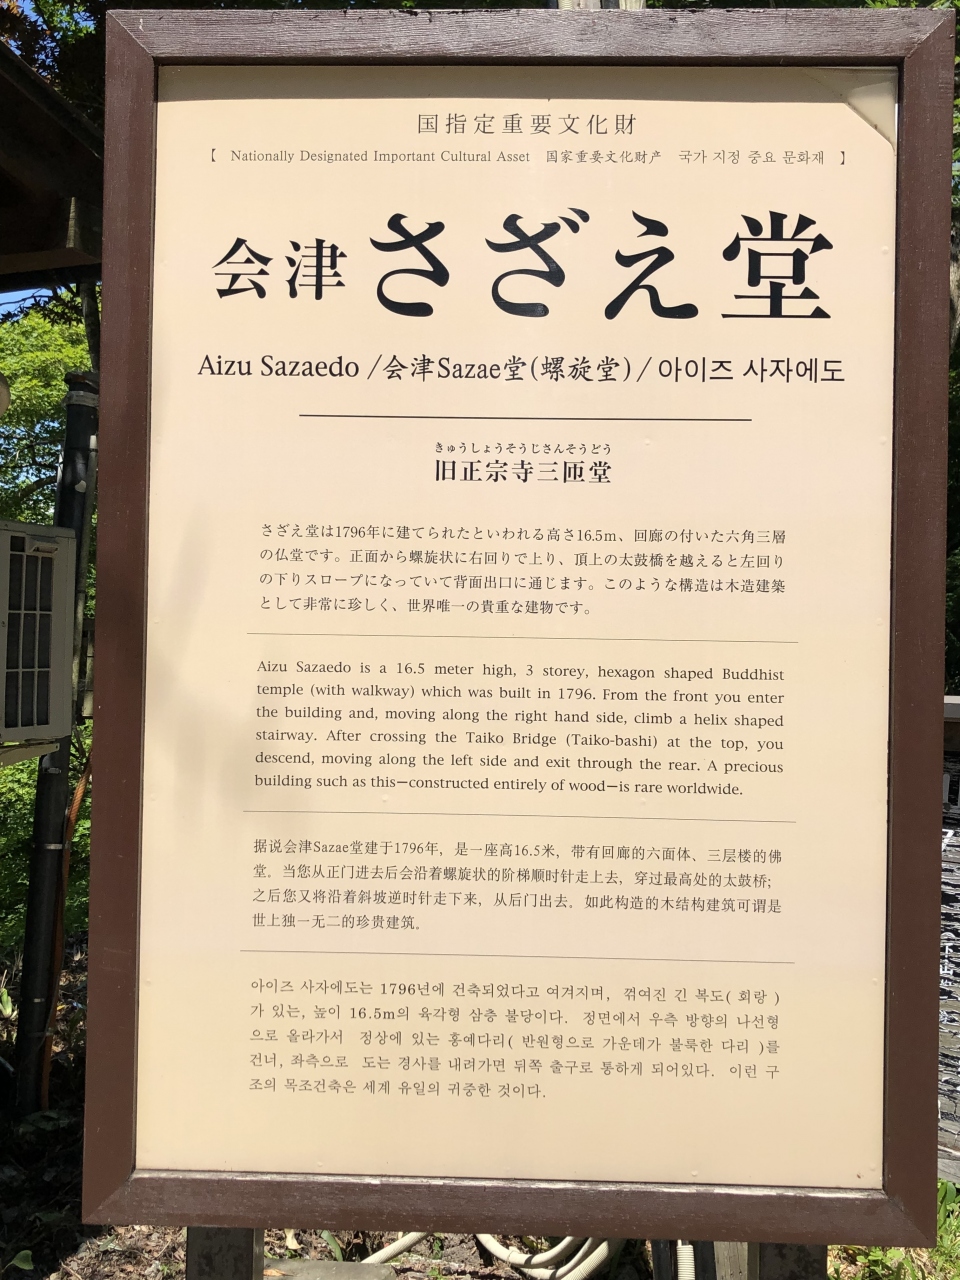 国指定重要文化財
【 Nationally Designated Important Cultural Asset 国家重要文化财产 국가 지정 중요 문화재 】
会津さざえ堂
Aizu Sazaedo /会津Sazae堂(螺旋堂)/ 아이즈 사자에도
きゅうしょうそうじさんそうどう
旧正宗寺三匝堂
さざえ堂は1796年に建てられたといわれる高さ16.5m、回廊の付いた六角三層
の仏堂です。正面から螺旋状に右回りで上り、頂上の太鼓橋を越えると左回り
の下りスロープになっていて背面出口に通じます。このような構造は木造建築
として非常に珍しく、世界唯一の貴重な建物です。
Aizu Sazaedo is a 16.5 meter high, 3 storey, hexagon shaped Buddhist
temple (with walkway) which was built in 1796. From the front you enter
the building and, moving along the right hand side, climb a helix shaped
stairway. After crossing the Taiko Bridge (Taiko-bashi) at the top, you
descend, moving along the left side and exit through the rear. A precious
building such as this—constructed entirely of wood—is rare worldwide.
据说会津Sazae堂建于1796年，是一座高16.5米，带有回廊的六面体、三层楼的佛
堂。当您从正门进去后会沿着螺旋状的阶梯顺时针走上去，穿过最高处的太鼓桥；
之后您又将沿着斜坡逆时针走下来，从后门出去。如此构造的木结构建筑可谓是
世上独一无二的珍贵建筑。
아이즈 사자에도는 1796년에 건축되었다고 여겨지며, 꺾여진 긴 복도( 회랑 )
가 있는, 높이 16.5m의 육각형 삼층 불당이다. 정면에서 우측 방향의 나선형
으로 올라가서 정상에 있는 홍예다리( 반원형으로 가운데가 불룩한 다리 )를
건너, 좌측으로 도는 경사를 내려가면 뒤쪽 출구로 통하게 되어있다. 이런 구
조의 목조건축은 세계 유일의 귀중한 것이다.